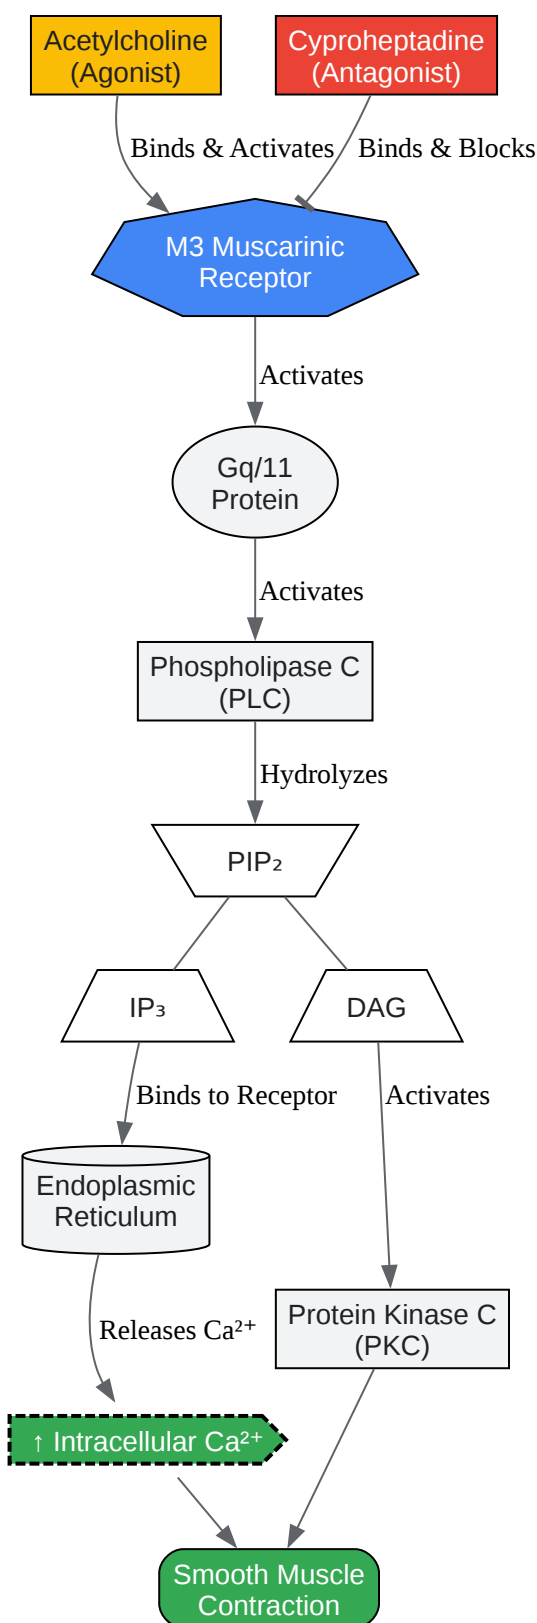 Acetylcholine
(Agonist)
Cyproheptadine
(Antagonist)
Binds & Activates
Binds & Blocks
M3 Muscarinic
Receptor
Activates
Gq/11
Protein
Activates
Phospholipase C
(PLC)
Hydrolyzes
PIP₂
IP₃
DAG
Binds to Receptor
Activates
Endoplasmic
Reticulum
Releases Ca²⁺
Protein Kinase C
(PKC)
↑ Intracellular Ca²⁺
Smooth Muscle
Contraction